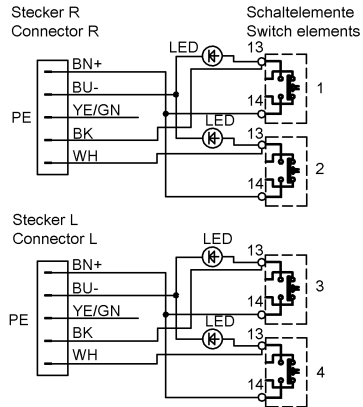 Stecker R
Connector R
Schaltelemente
Switch elements
LED
13
BN+
BU-
1
14
YE/GN
PE
LED
BK
13
WH
2
14
Stecker L
Connector L
LED
13
BN+
BU-
3
14
YE/GN
PE
LED
BK
13
WH
4
14